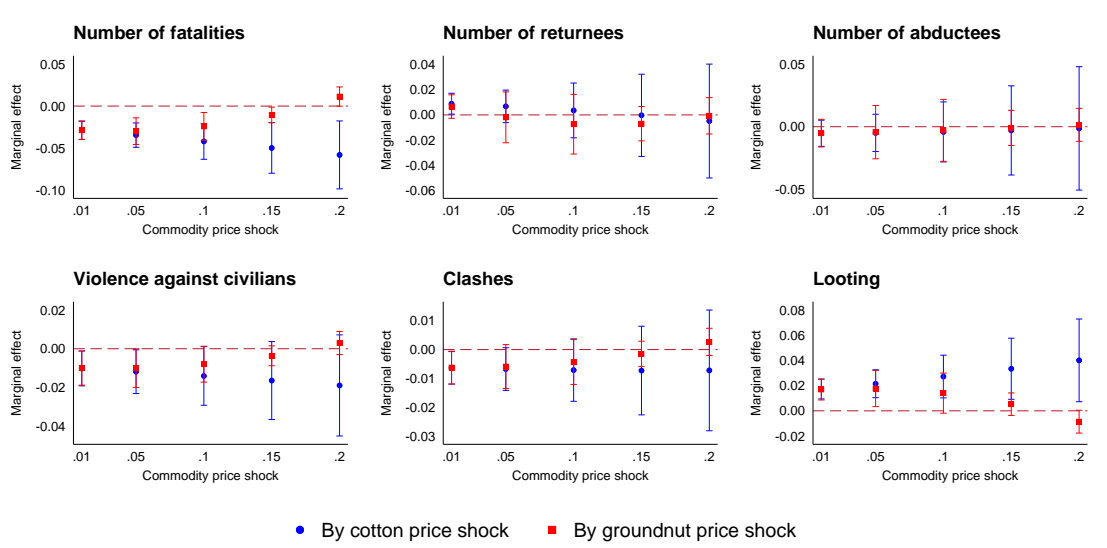 Number of fatalities
Marginal effect
0.05
0.00
-0.05
-0.10
.01 .05 .1 .15 .2
Commodity price shock
Number of returnees
Marginal effect
0.04
0.02
0.00
-0.02
-0.04
-0.06
.01 .05 .1 .15 .2
Commodity price shock
Number of abductees
Marginal effect
0.05
0.00
-0.05
.01 .05 .1 .15 .2
Commodity price shock
Violence against civilians
Marginal effect
0.02
0.00
-0.02
-0.04
.01 .05 .1 .15 .2
Commodity price shock
Clashes
Marginal effect
0.01
0.00
-0.01
-0.02
-0.03
.01 .05 .1 .15 .2
Commodity price shock
Looting
Marginal effect
0.08
0.06
0.04
0.02
0.00
-0.02
.01 .05 .1 .15 .2
Commodity price shock
By cotton price shock By groundnut price shock